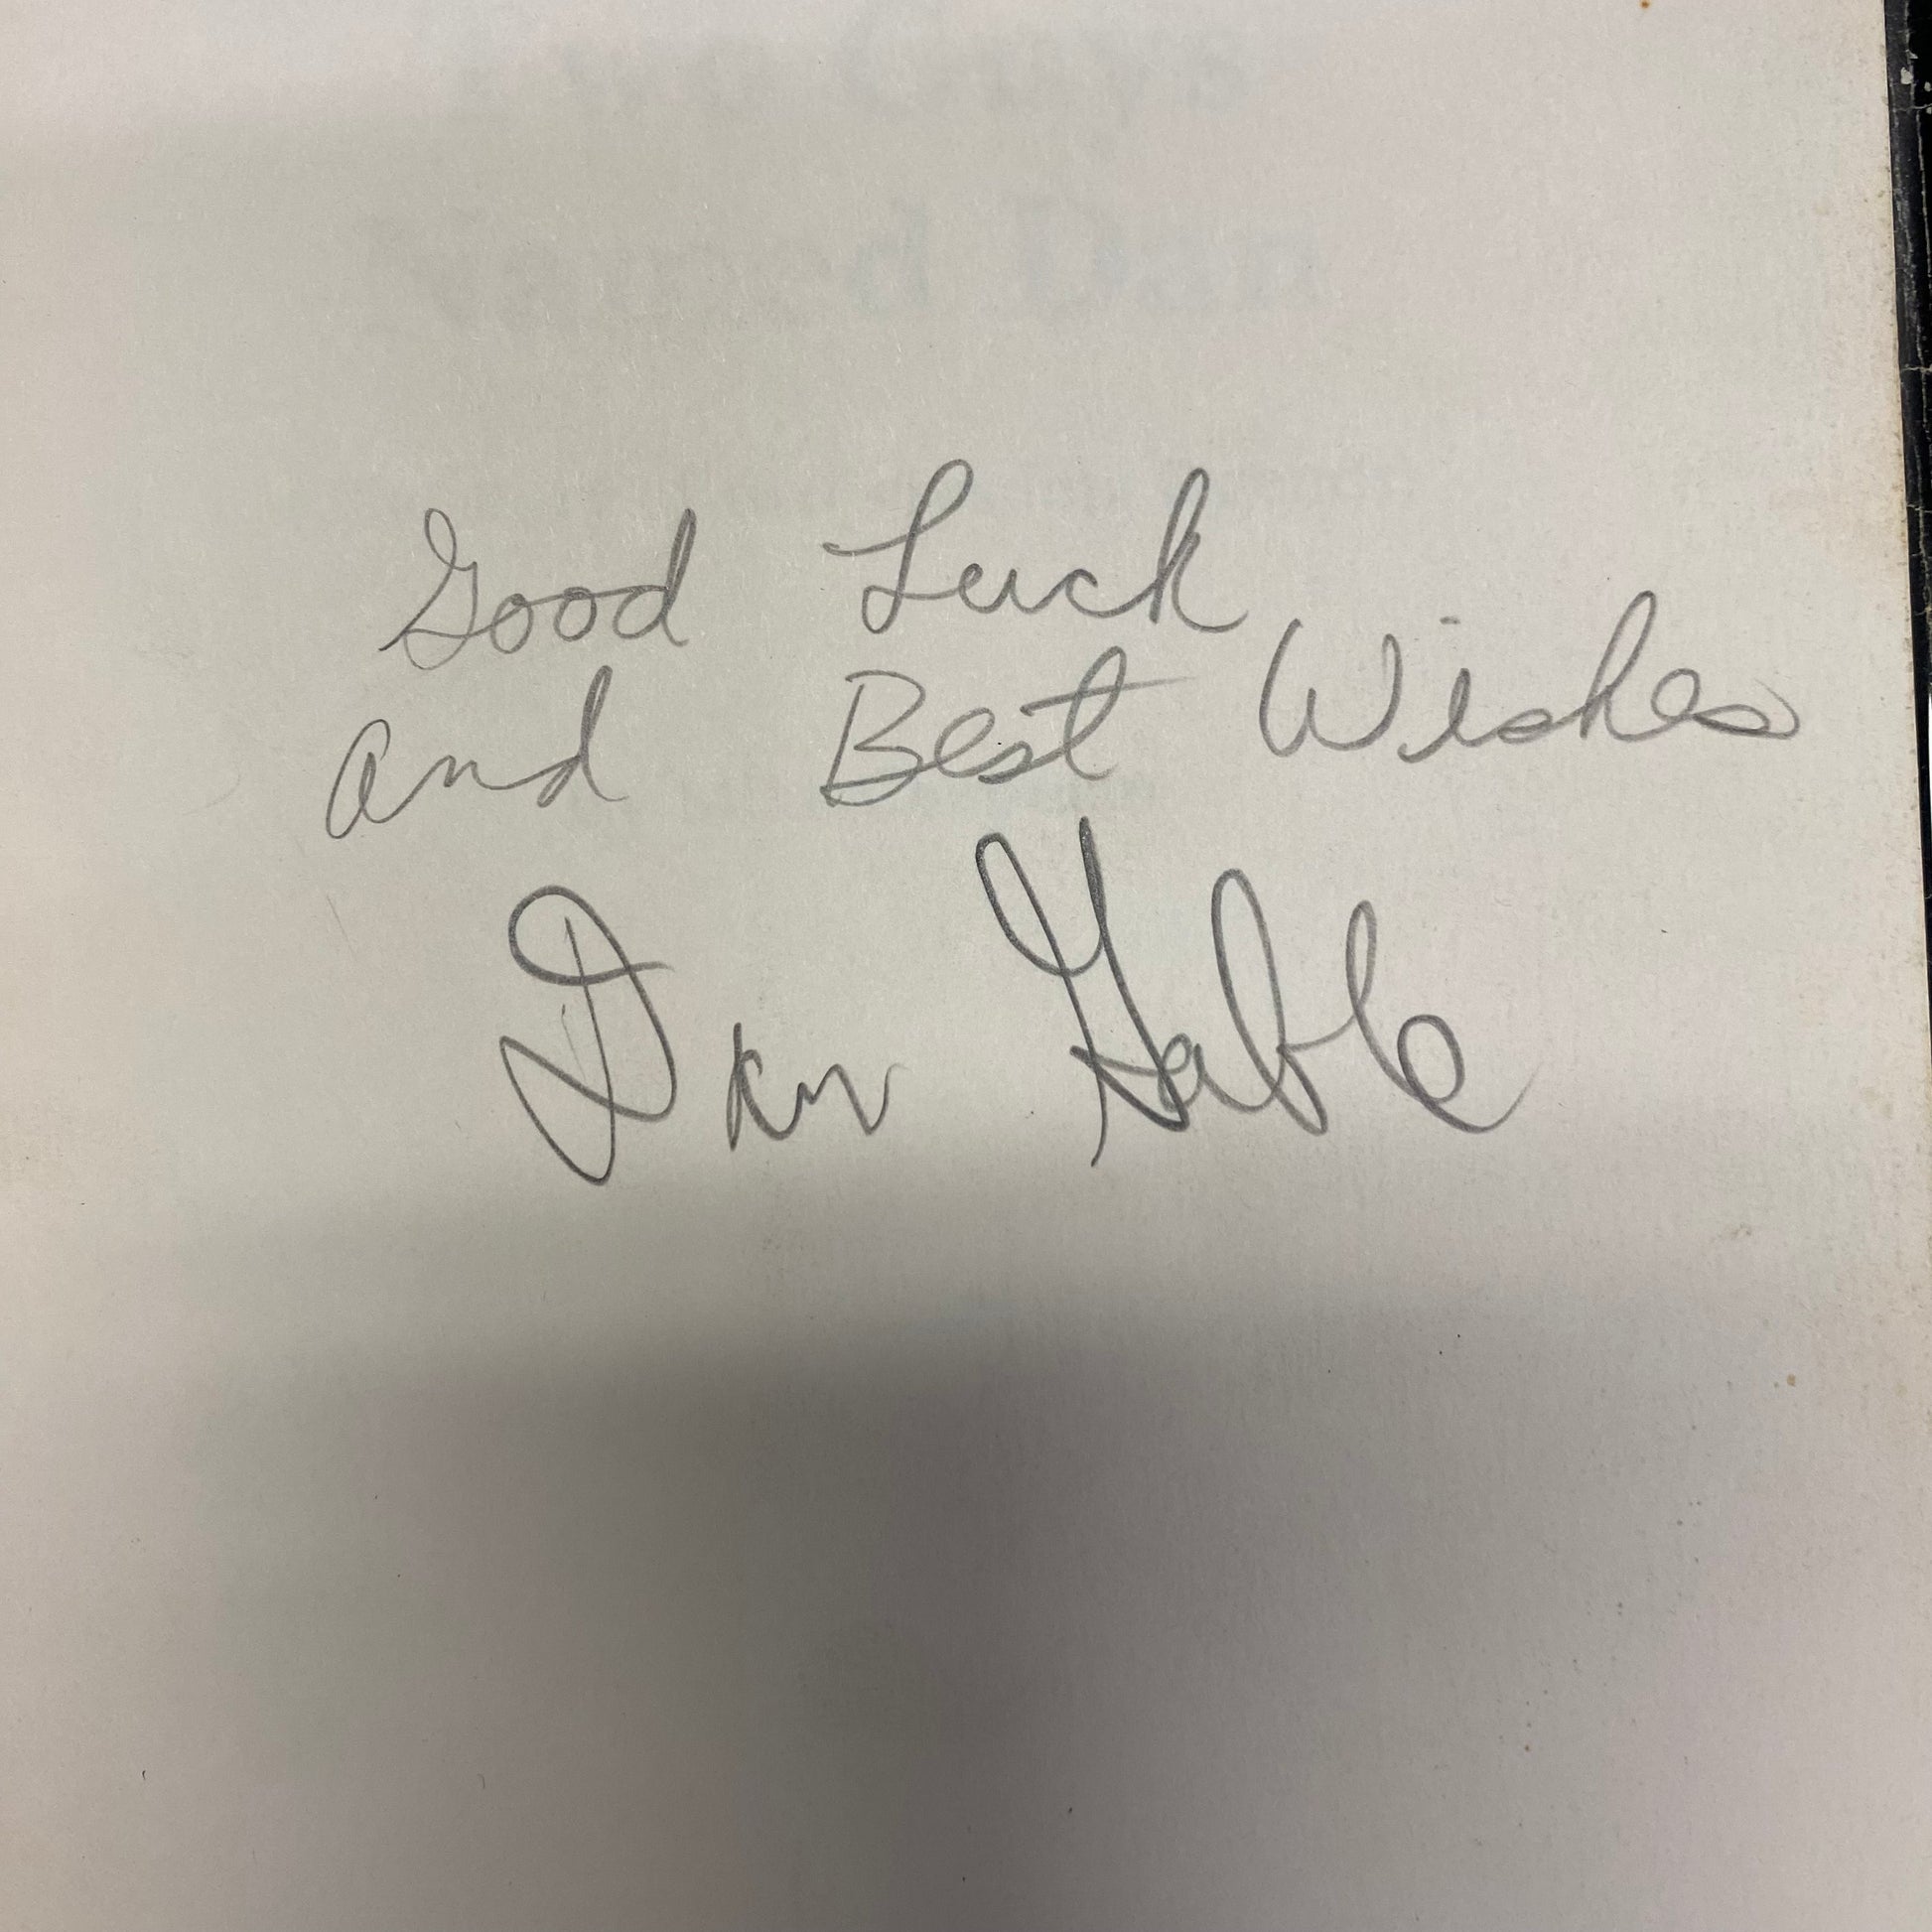 Good Luck
and Best Wishes
Dan Gable